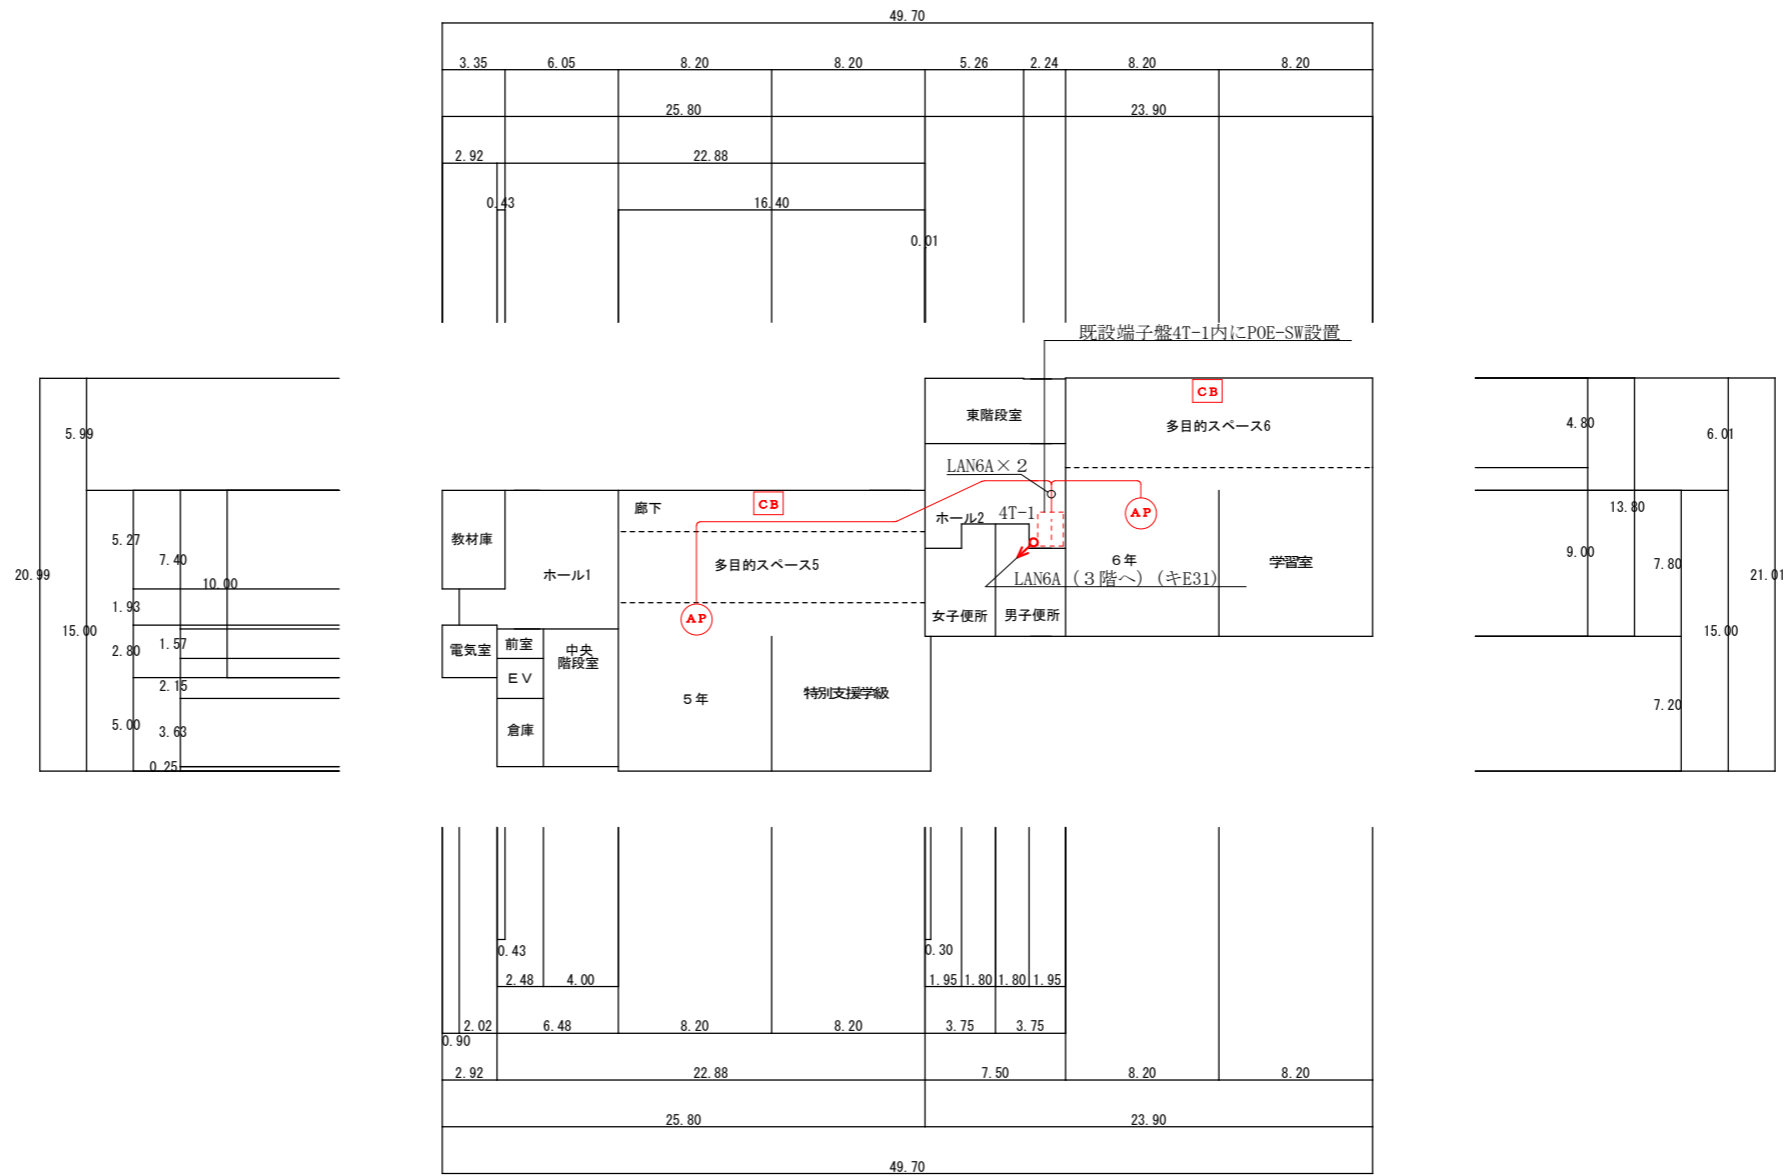 49.70
3.35 6.05 8.20 8.20 5.26 2.24 8.20 8.20
25.80 23.90
2.92 22.88
0.43 16.40
0.01
既設端子盤4T-1内にPOE-SW設置
CB
東階段室
多目的スペース6
5.99
4.80
6.01
LAN6A×2
CB
廊下
AP
4T-1
ホール2
13.80
教材庫
5.27
7.40
9.00
7.80
6年
学習室
多目的スペース5
ホール1
20.99
10.00
21.01
LAN6A (3階へ) (キE31)
1.93
AP
女子便所
男子便所
15.00
15.00
1.57
前室
中央
階段室
電気室
2.80
EV
2.15
5年
特別支援学級
7.20
5.00
3.63
倉庫
0.25
0.43
0.30
2.48 4.00 1.95 1.80 1.80 1.95
2.02 6.48 8.20 8.20 3.75 3.75
0.90
2.92 22.88 7.50 8.20 8.20
25.80 23.90
49.70